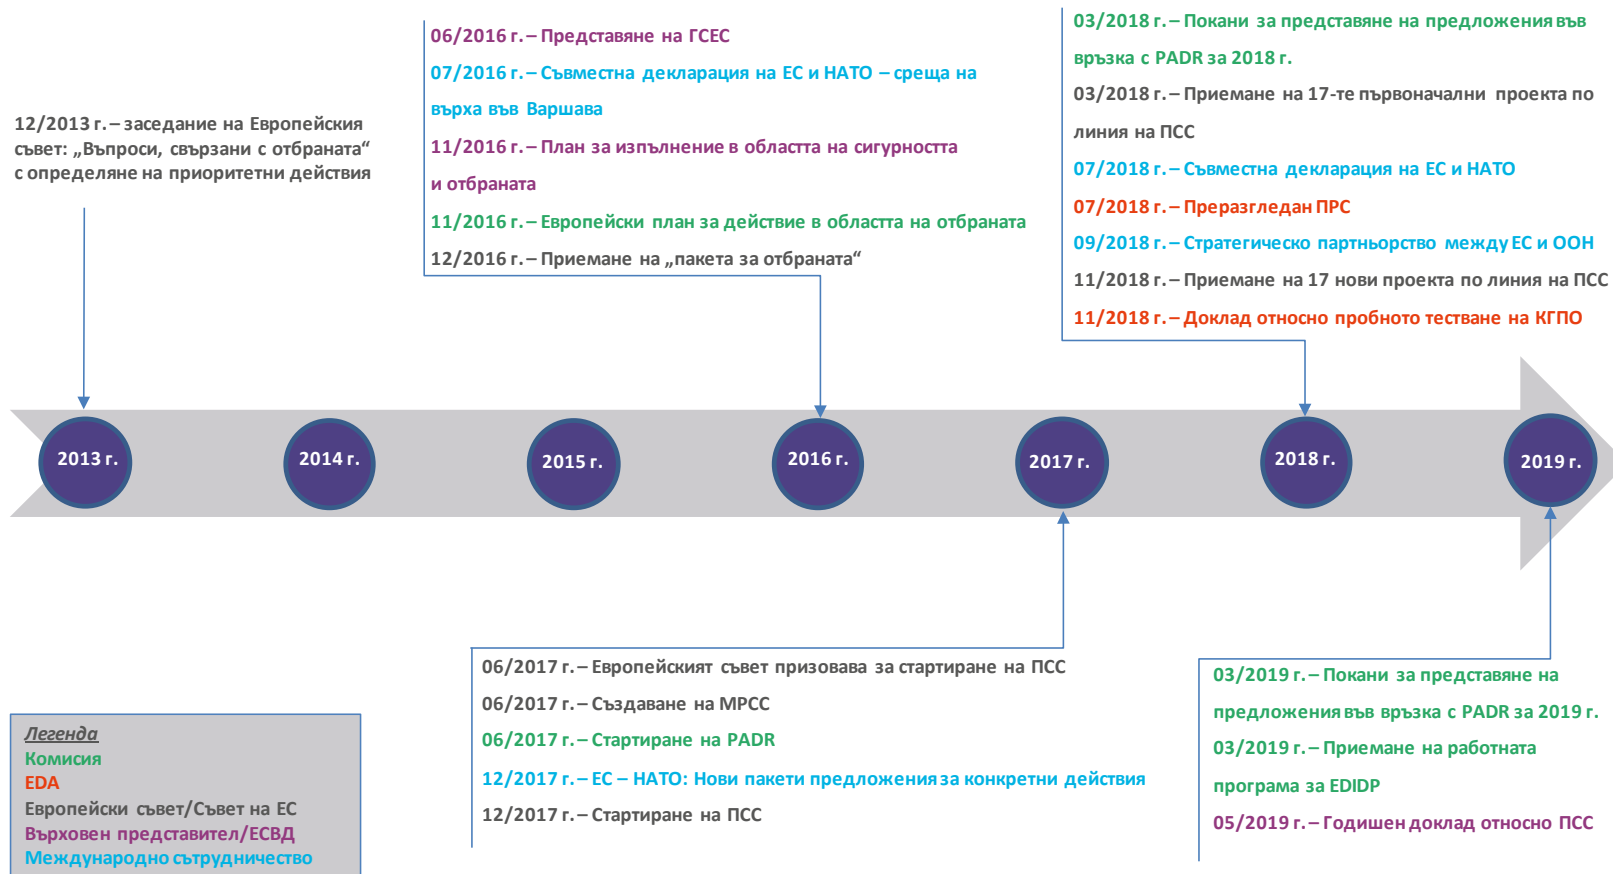 12/2013 г. – заседание на Европейския
съвет: „Въпроси, свързани с отбраната“
с определяне на приоритетни действия
06/2016 г. – Представяне на ГСЕС
07/2016 г. – Съвместна декларация на ЕС и НАТО – среща на
върха във Варшава
11/2016 г. – План за изпълнение в областта на сигурността
и отбраната
11/2016 г. – Европейски план за действие в областта на отбраната
12/2016 г. – Приемане на „пакета за отбраната“
03/2018 г. – Покани за представяне на предложения във
връзка с PADR за 2018 г.
03/2018 г. – Приемане на 17-те първоначални проекта по
линия на ПСС
07/2018 г. – Съвместна декларация на ЕС и НАТО
07/2018 г. – Преразгледан ПРС
09/2018 г. – Стратегическо партньорство между ЕС и ООН
11/2018 г. – Приемане на 17 нови проекта по линия на ПСС
11/2018 г. – Доклад относно пробното тестване на КГПО
2013 г.
2014 г.
2015 г.
2016 г.
2017 г.
2018 г.
2019 г.
06/2017 г. – Европейският съвет призовава за стартиране на ПСС
06/2017 г. – Създаване на МРСС
06/2017 г. – Стартиране на PADR
12/2017 г. – ЕС – НАТО: Нови пакети предложения за конкретни действия
12/2017 г. – Стартиране на ПСС
03/2019 г. – Покани за представяне на
предложения във връзка с PADR за 2019 г.
03/2019 г. – Приемане на работната
програма за EDIDP
05/2019 г. – Годишен доклад относно ПСС
Легенда
Комисия
EDA
Европейски съвет/Съвет на ЕС
Върховен представител/ЕСВД
Международно сътрудничество